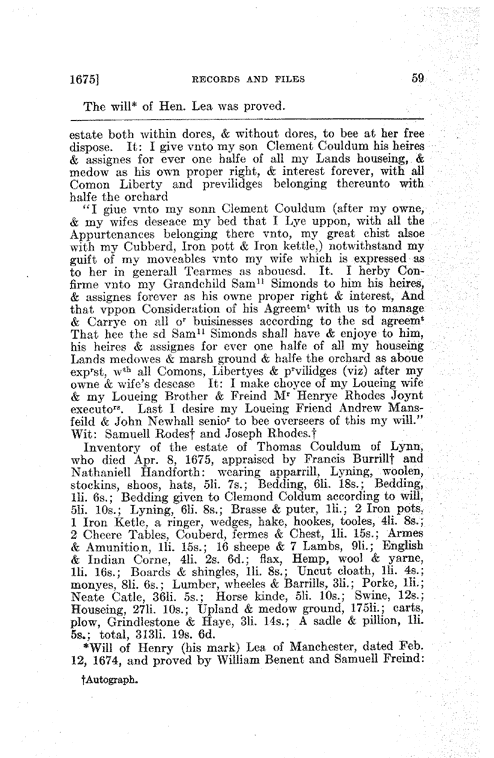 1675] RECORDS AND FILES 59
The will* of Hen. Lea was proved.
estate both within dores, & without dores, to bee at her free
dispose. It: I give vnto my son Clement Couldum his heires
& assignes for ever one halfe of all my Lands houseing, &
medow as his own proper right, & interest forever, with all
Comon Liberty and previlidges belonging thereunto with
halfe the orchard
"I giue vnto my sonn Clement Couldum (after my owne,
& my wifes deseace my bed that I Lye uppon, with all the
Appurtenances belonging there vnto, my great chist alsoe
with my Cubberd, Iron pott & Iron kettle,) notwithstand my
guift of my moveables vnto my wife which is expressed as
to her in generall Tearmes as abouesd. It. I herby Con-
firme vnto my Grandchild Sam¹¹ Simonds to him his heires,
& assignes forever as his owne proper right & interest, And
that vppon Consideration of his Agreemᵗ with us to manage
& Carrye on all oʳ buisinesses according to the sd agreemᵗ
That hee the sd Sam¹¹ Simonds shall have & enjoye to him,
his heires & assignes for ever one halfe of all my houseing
Lands medowes & marsh ground & halfe the orchard as aboue
exp'st, wᵗʰ all Comons, Libertyes & pʳvilidges (viz) after my
owne & wife's desease It: I make choyce of my Loueing wife
& my Loueing Brother & Freind Mʳ Henrye Rhodes Joynt
executoʳˢ. Last I desire my Loueing Friend Andrew Mans-
feild & John Newhall senioʳ to bee overseers of this my will."
Wit: Samuell Rodes† and Joseph Rhodes.†
Inventory of the estate of Thomas Couldum of Lynn,
who died Apr. 8, 1675, appraised by Francis Burrill† and
Nathaniell Handforth: wearing apparrill, Lyning, woolen,
stockins, shoos, hats, 5li. 7s.; Bedding, 6li. 18s.; Bedding,
1li. 6s.; Bedding given to Clemond Coldum according to will,
5li. 10s.; Lyning, 6li. 8s.; Brasse & puter, 1li.; 2 Iron pots,
1 Iron Ketle, a ringer, wedges, hake, hookes, tooles, 4li. 8s.;
2 Cheere Tables, Couberd, fermes & Chest, 1li. 15s.; Armes
& Amunition, 1li. 15s.; 16 sheepe & 7 Lambs, 9li.; English
& Indian Corne, 4li. 2s. 6d.; flax, Hemp, wool & yarne,
1li. 16s.; Boards & shingles, 1li. 8s.; Uncut cloath, 1li. 4s.;
monyes, 8li. 6s.; Lumber, wheeles & Barrills, 3li.; Porke, 1li.;
Neate Catle, 36li. 5s.; Horse kinde, 5li. 10s.; Swine, 12s.;
Houseing, 27li. 10s.; Upland & medow ground, 175li.; carts,
plow, Grindlestone & Haye, 3li. 14s.; A sadle & pillion, 1li.
5s.; total, 313li. 19s. 6d.
*Will of Henry (his mark) Lea of Manchester, dated Feb.
12, 1674, and proved by William Benent and Samuell Freind:
†Autograph.